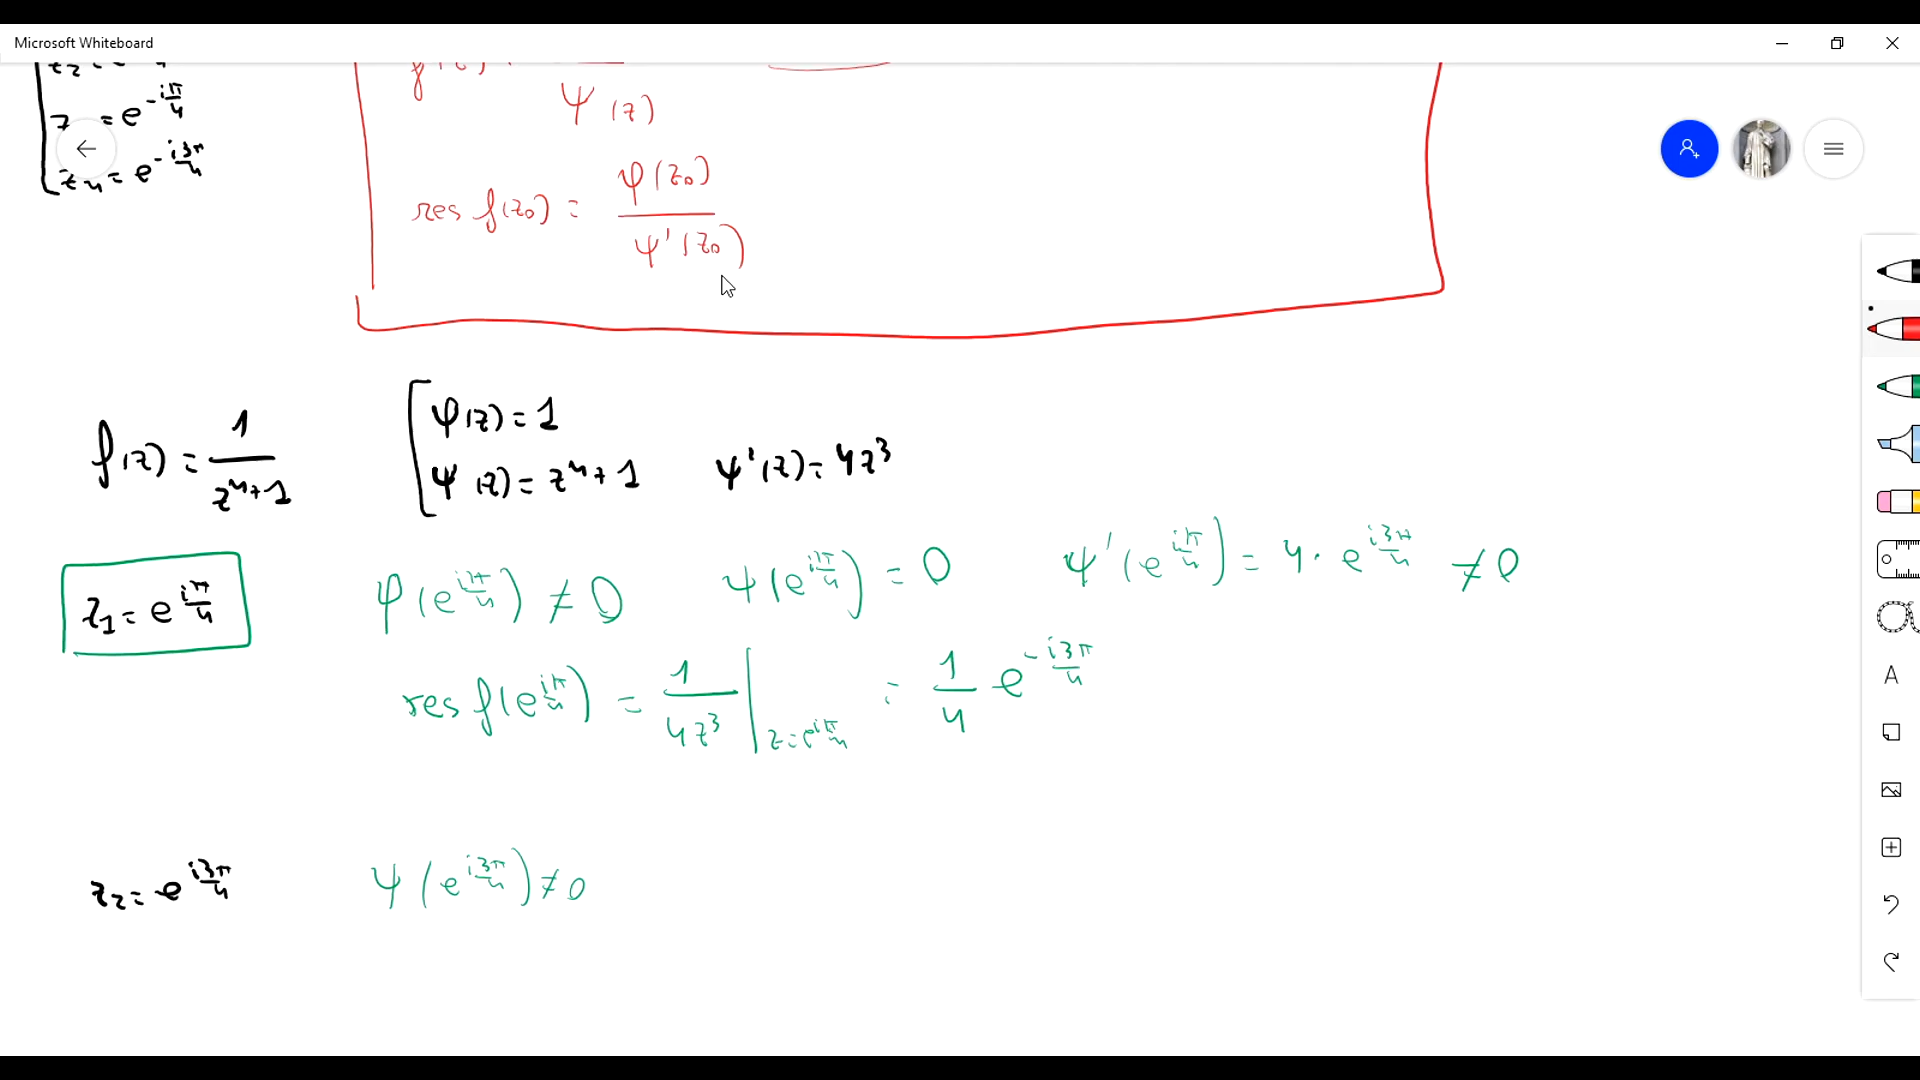 Microsoft Whiteboard
z = e^{-iπ/4}
z₄ = e^{-i3π/4}
ψ(z)
res f(z₀) = φ(z₀) / ψ'(z₀)
f(z) = 1 / (z⁴+1)
φ(z) = 1
ψ(z) = z⁴ + 1   ψ'(z) = 4z³
z₁ = e^{iπ/4}
φ(e^{iπ/4}) ≠ 0   ψ(e^{iπ/4}) = 0   ψ'(e^{iπ/4}) = 4 · e^{i3π/4} ≠ 0
res f(e^{iπ/4}) = 1/(4z³) |_{z=e^{iπ/4}} = 1/4 e^{-i3π/4}
z₂ = e^{i3π/4}   ψ(e^{i3π/4}) ≠ 0
A